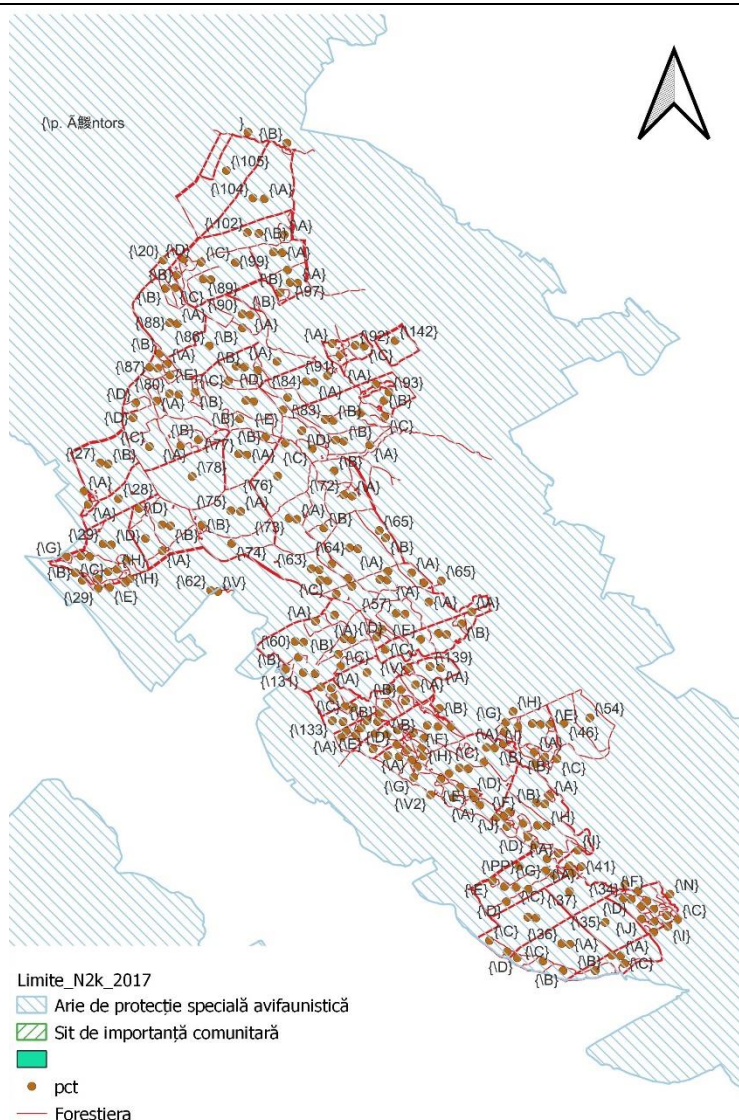 {\p. Ã鰀ntors
} {\B}
{\105}
{\104} {\A}
{\102} {\B} {\A}
{\20} {\D} {\C} {\99} {\A}
{\B} {\B} {\A}
{\B} {\C} {\89} {\97}
{\90} {\B}
{\88} {\A} {\A}
{\86} {\A} {\92} {\142}
{\B} {\B} {\C}
{\87} {\A} {\B} {\A} {\91}
{\80} {\E} {\C} {\D} {\84} {\A} {\93}
{\D} {\A} {\B} {\B}
{\D} {\B} {\E} {\83} {\B} {\C}
{\C} {\B} {\77} {\B} {\D} {\B}
{\27} {\B} {\A} {\A} {\C} {\A}
{\78} {\B}
{\A} {\28} {\76} {\72} {\A}
{\A} {\D} {\75} {\A}
{\29} {\D} {\B} {\B} {\73} {\B} {\65}
{\G} {\H} {\A} {\74} {\64} {\B}
{\B} {\C} {\H} {\63} {\A} {\A} {\65}
{\29} {\E} {\62} {\V} {\C} {\A}
{\57} {\A} {\A}
{\A} {\A} {\D} {\E} {\B}
{\60} {\C} {\C}
{\B} {\A} {\V} {\139}
{\131} {\B} {\A} {\A}
{\C} {\B} {\B} {\G} {\H} {\54}
{\133} {\B} {\F} {\E} {\46}
{\A} {\E} {\D} {\A}
{\A} {\H} {\C} {\B} {\B} {\A} {\C}
{\G} {\D}
{\V2} {\E} {\F} {\B} {\A}
{\A} {\J} {\H}
{\D} {\A} {\I}
{\PP} {\G} {\A} {\41}
{\E} {\C} {\37} {\34} {\F} {\N}
{\D} {\35} {\D} {\C}
{\C} {\36} {\A} {\J} {\I}
{\D} {\C} {\B} {\B} {\A} {\C}
Limite_N2k_2017
Arie de protecție specială avifaunistică
Sit de importanță comunitară
pct
Forestiera